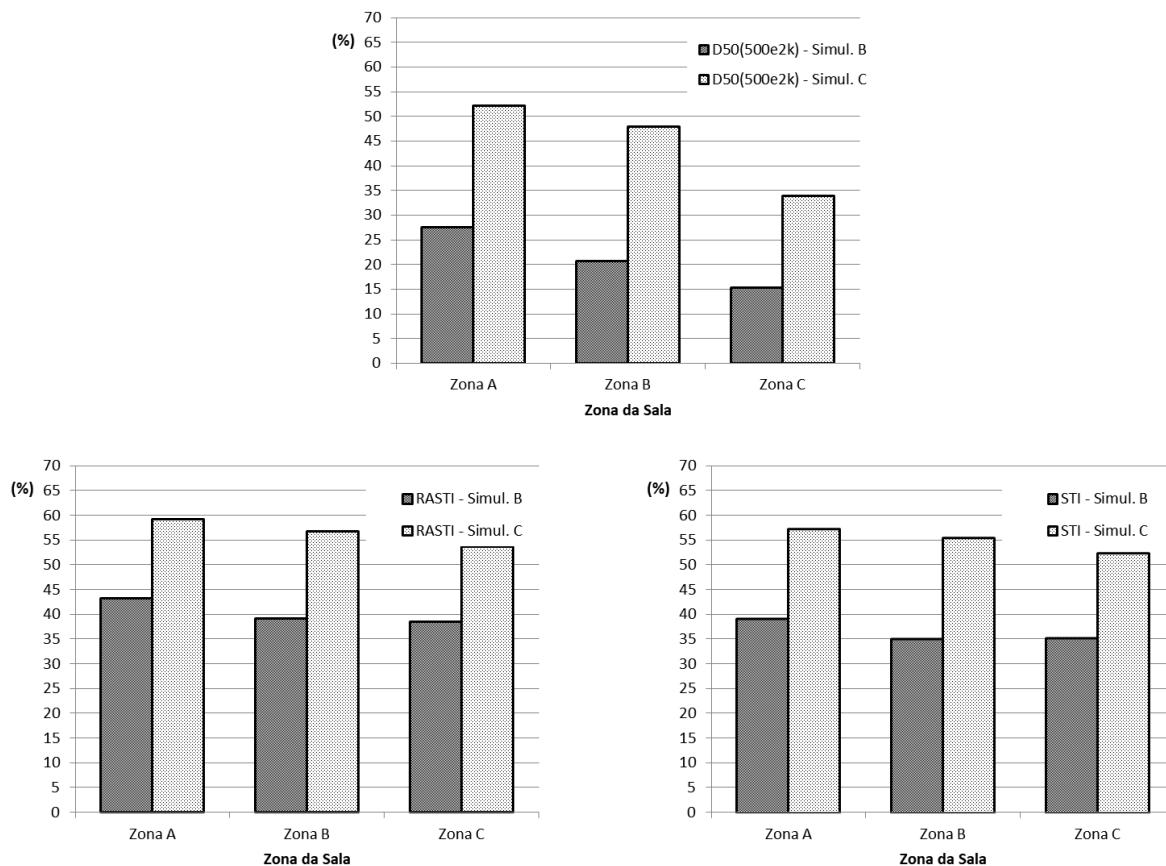 (%)
70
65
60
55
50
45
40
35
30
25
20
15
10
5
0
D50(500e2k) - Simul. B
D50(500e2k) - Simul. C
Zona A
Zona B
Zona C
Zona da Sala
(%)
70
65
60
55
50
45
40
35
30
25
20
15
10
5
0
RASTI - Simul. B
RASTI - Simul. C
Zona A
Zona B
Zona C
Zona da Sala
(%)
70
65
60
55
50
45
40
35
30
25
20
15
10
5
0
STI - Simul. B
STI - Simul. C
Zona A
Zona B
Zona C
Zona da Sala